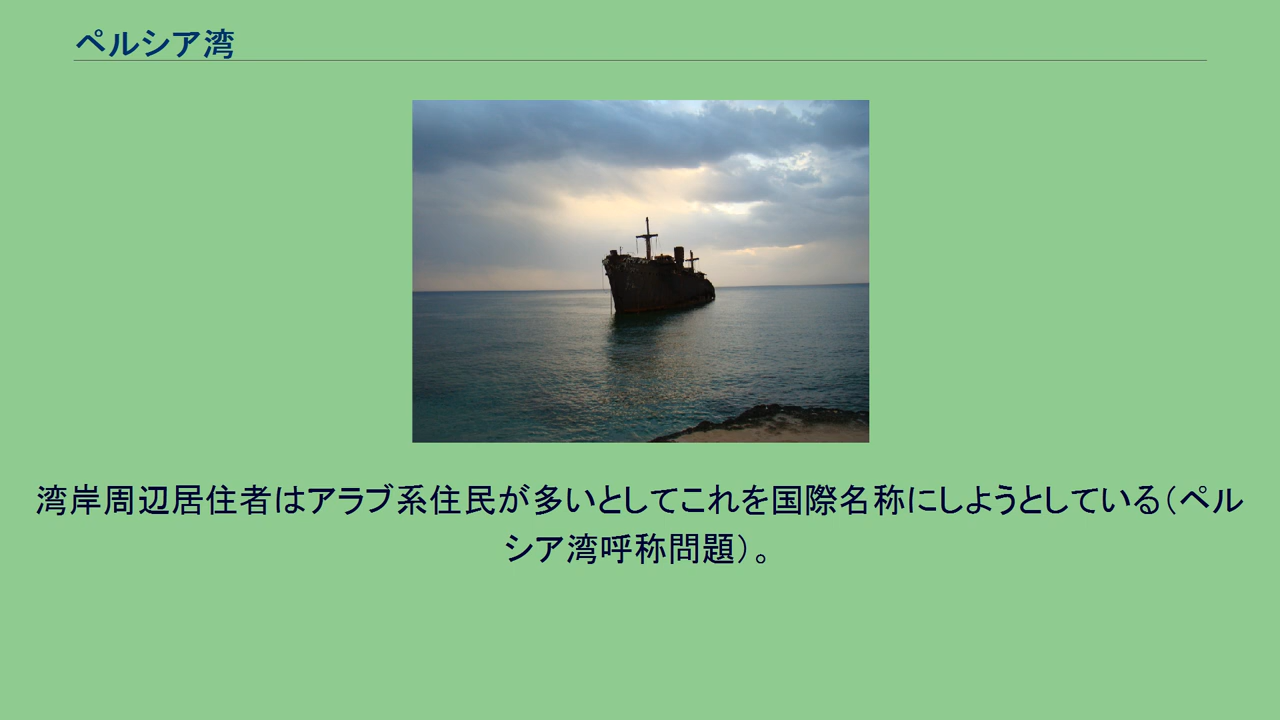 ペルシア湾
湾岸周辺居住者はアラブ系住民が多いとしてこれを国際名称にしようとしている（ペル
シア湾呼称問題）。